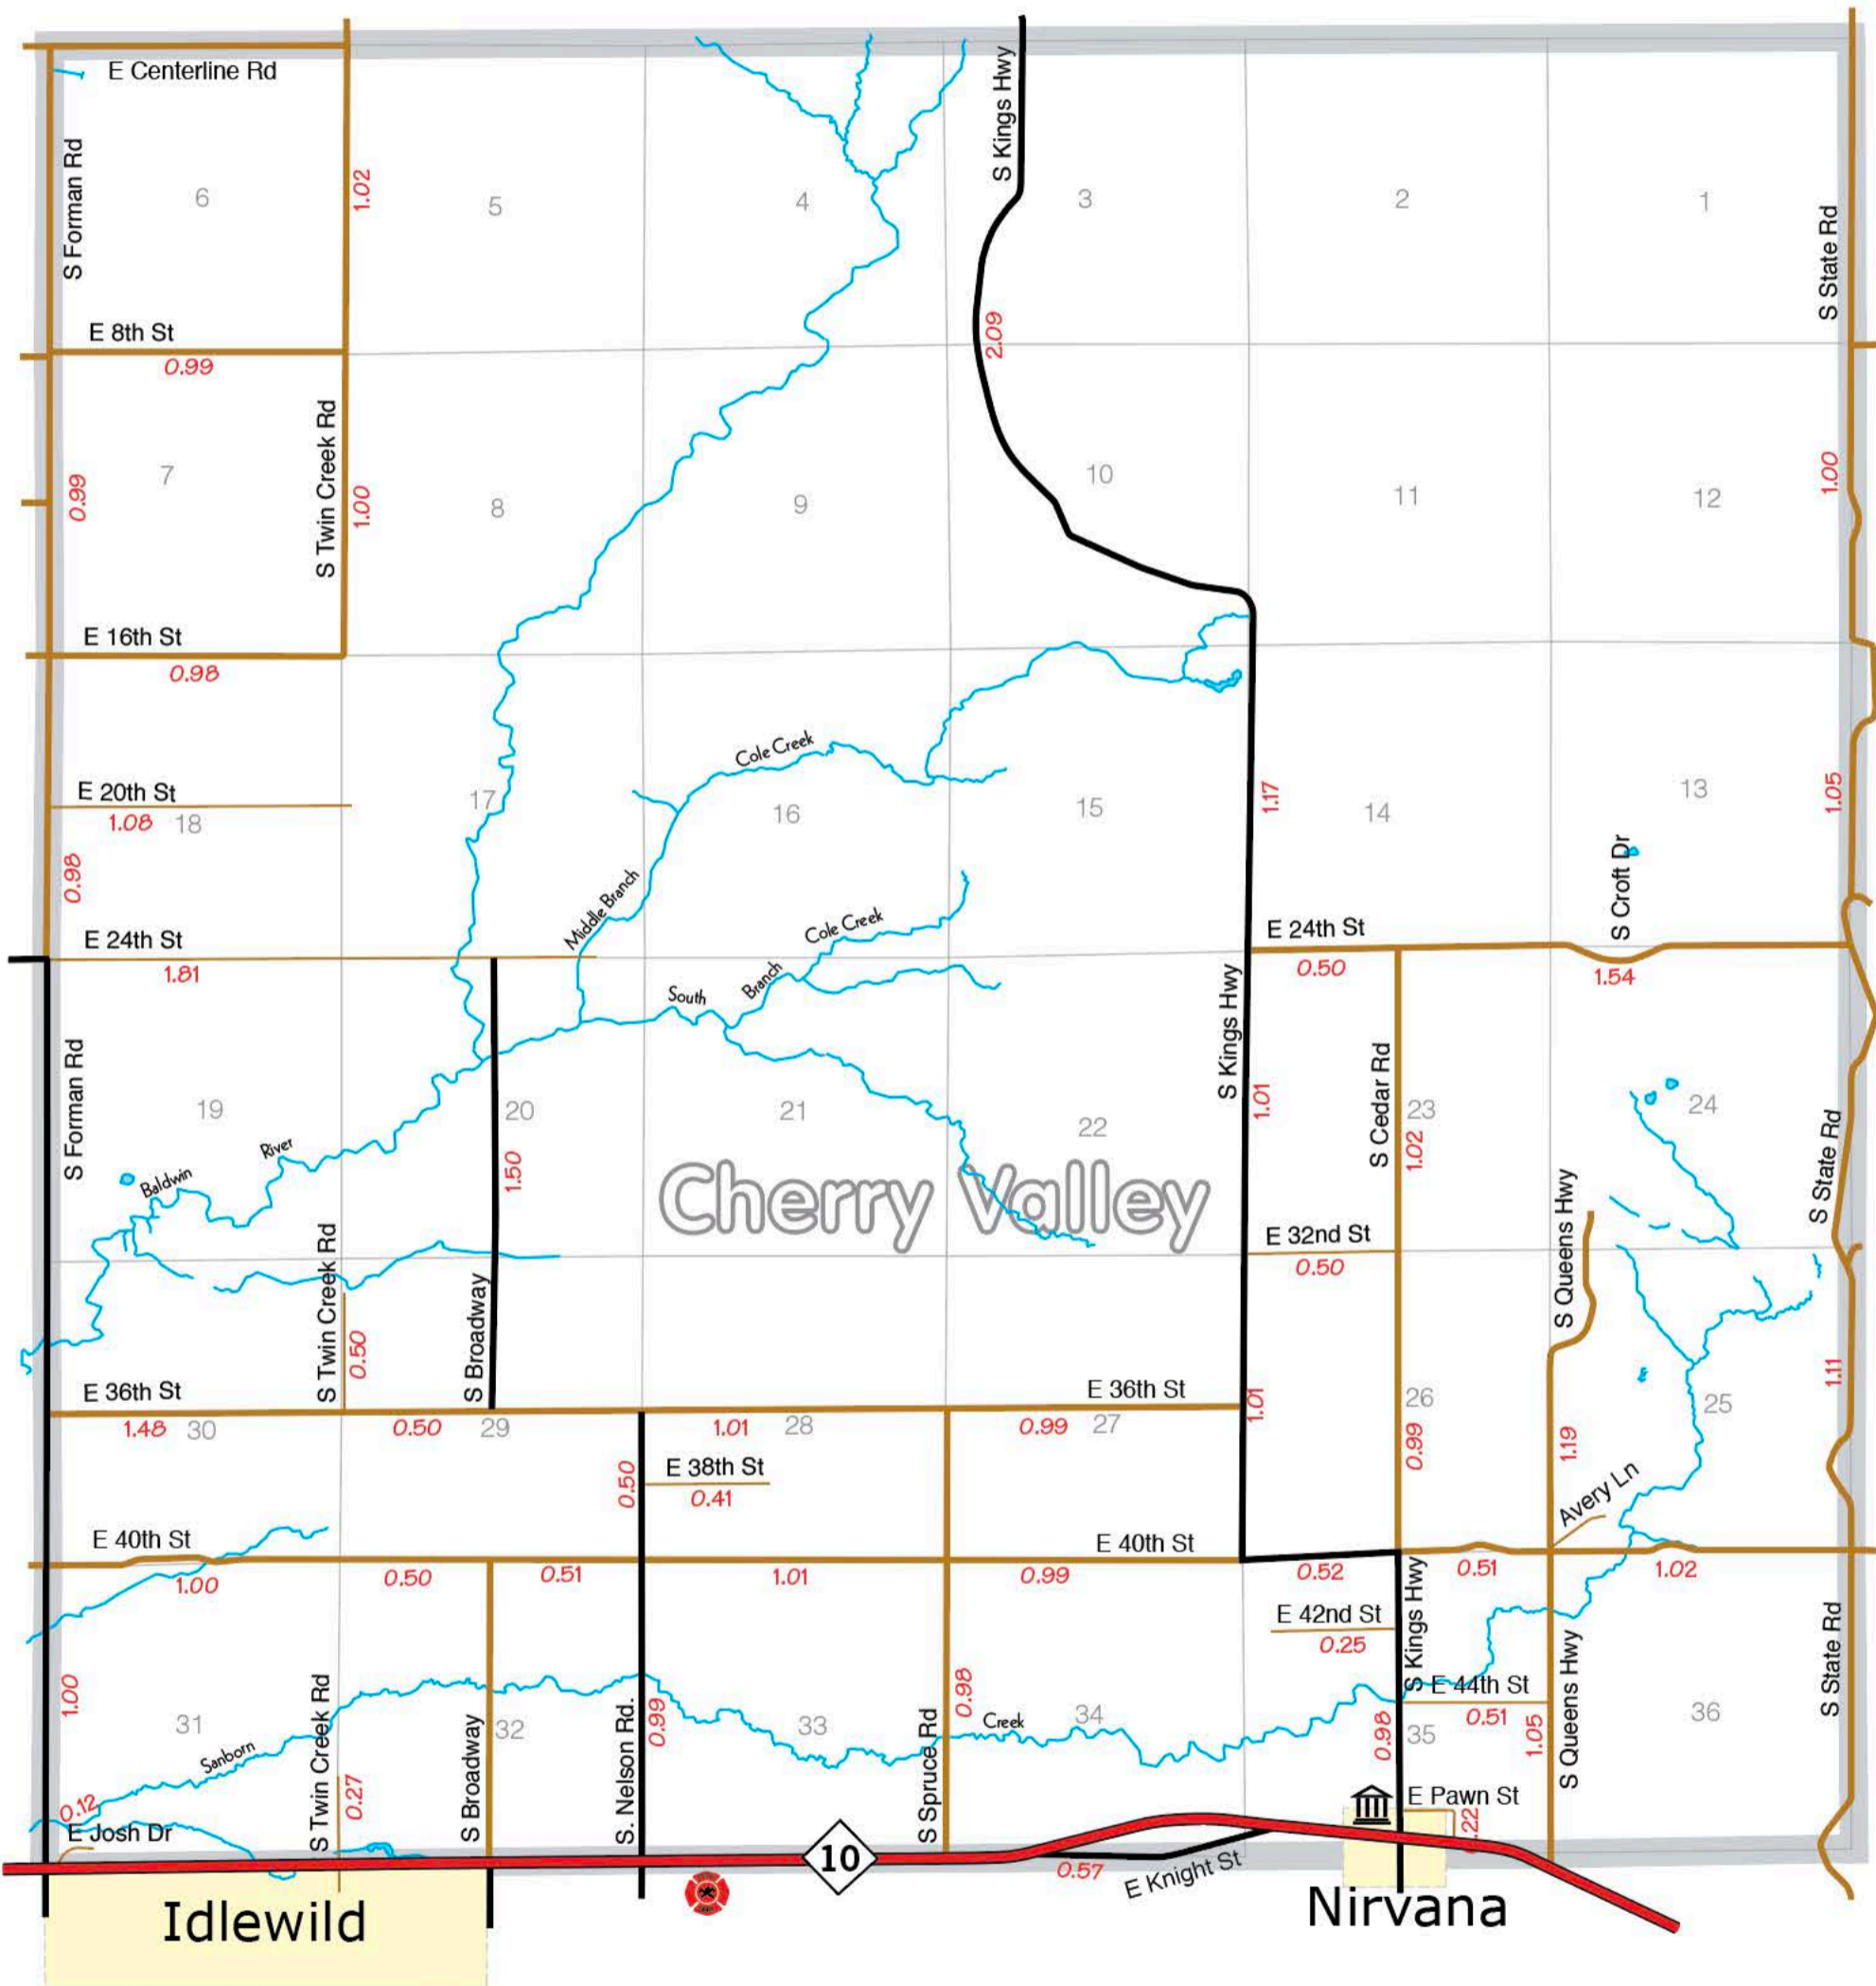 E Centerline Rd
S Kings Hwy
S Forman Rd
1.02
6
5
4
3
2
1
S State Rd
E 8th St
0.99
2.09
S Twin Creek Rd
0.99
7
1.00
8
9
10
11
12
1.00
E 16th St
0.98
Cole Creek
E 20th St
1.08
18
17
16
15
1.17
14
13
1.05
0.98
Middle Branch
Cole Creek
S Croft Dr
E 24th St
1.81
E 24th St
0.50
1.54
South
Branch
S Kings Hwy
S Forman Rd
19
20
21
22
1.01
S Cedar Rd
23
1.02
24
S State Rd
Baldwin
River
1.50
Cherry Valley
S Twin Creek Rd
S Broadway
E 32nd St
0.50
S Queens Hwy
0.50
E 36th St
1.48
30
0.50
29
1.01
28
E 36th St
0.99
27
1.01
26
0.99
1.19
25
1.11
0.50
E 38th St
0.41
Avery Ln
E 40th St
1.00
0.50
0.51
1.01
E 40th St
0.99
0.52
0.51
1.02
E 42nd St
0.25
S Kings Hwy
S Queens Hwy
S State Rd
1.00
31
S Twin Creek Rd
Sanborn
S Broadway
32
S. Nelson Rd.
0.99
33
S Spruce Rd
0.98
Creek
34
0.98
35
E 44th St
0.51
1.05
36
0.12
E Josh Dr
0.27
E Pawn St
.22
10
0.57
E Knight St
Idlewild
Nirvana